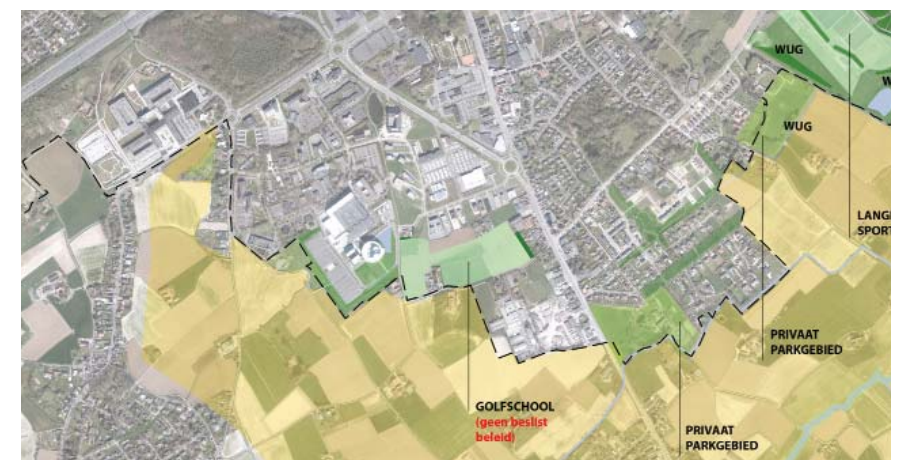 WUG
WUG
W
LANG
SPORT
PRIVAAT
PARKGEBIED
GOLFSCHOOL
(geen beslist
beleid)
PRIVAAT
PARKGEBIED